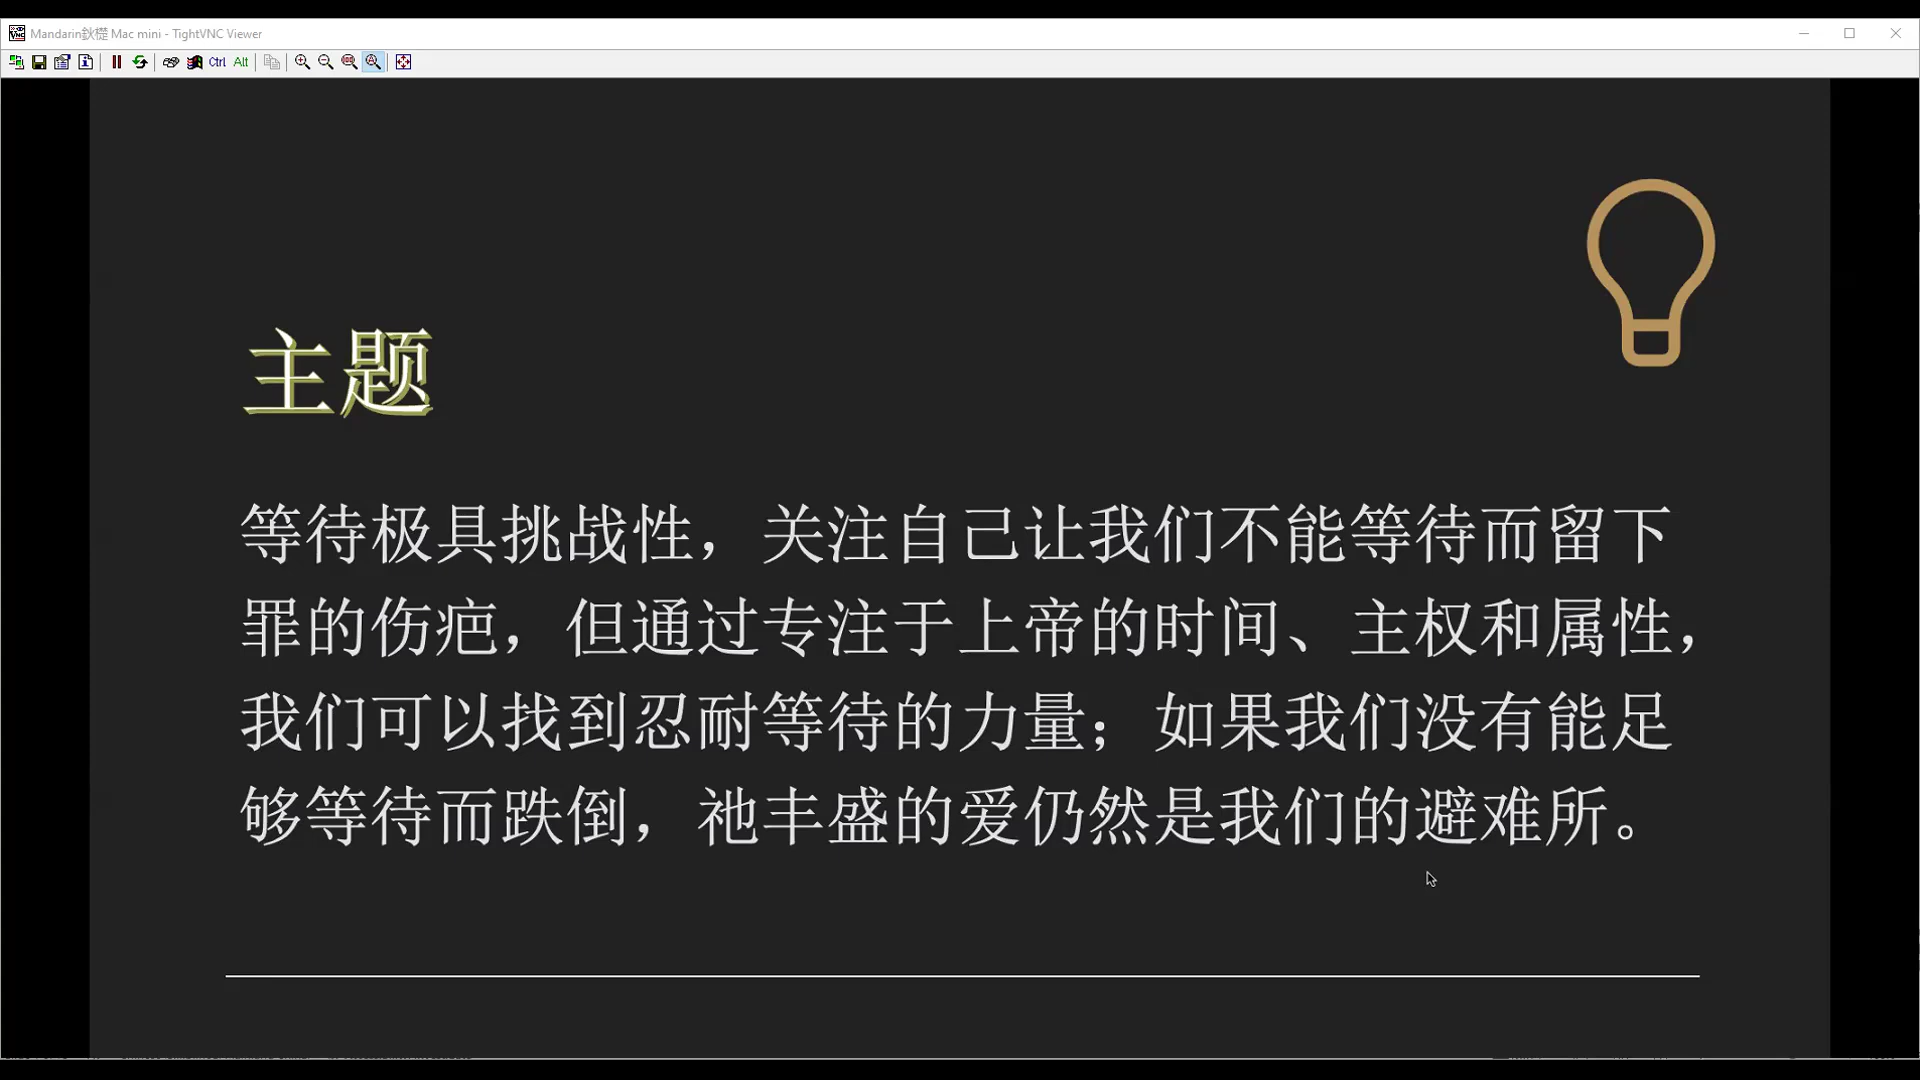 Mandarin鈥檚 Mac mini - TightVNC Viewer
Ctrl Alt
主题
等待极具挑战性，关注自己让我们不能等待而留下
罪的伤疤，但通过专注于上帝的时间、主权和属性，
我们可以找到忍耐等待的力量；如果我们没有能足
够等待而跌倒，祂丰盛的爱仍然是我们的避难所。